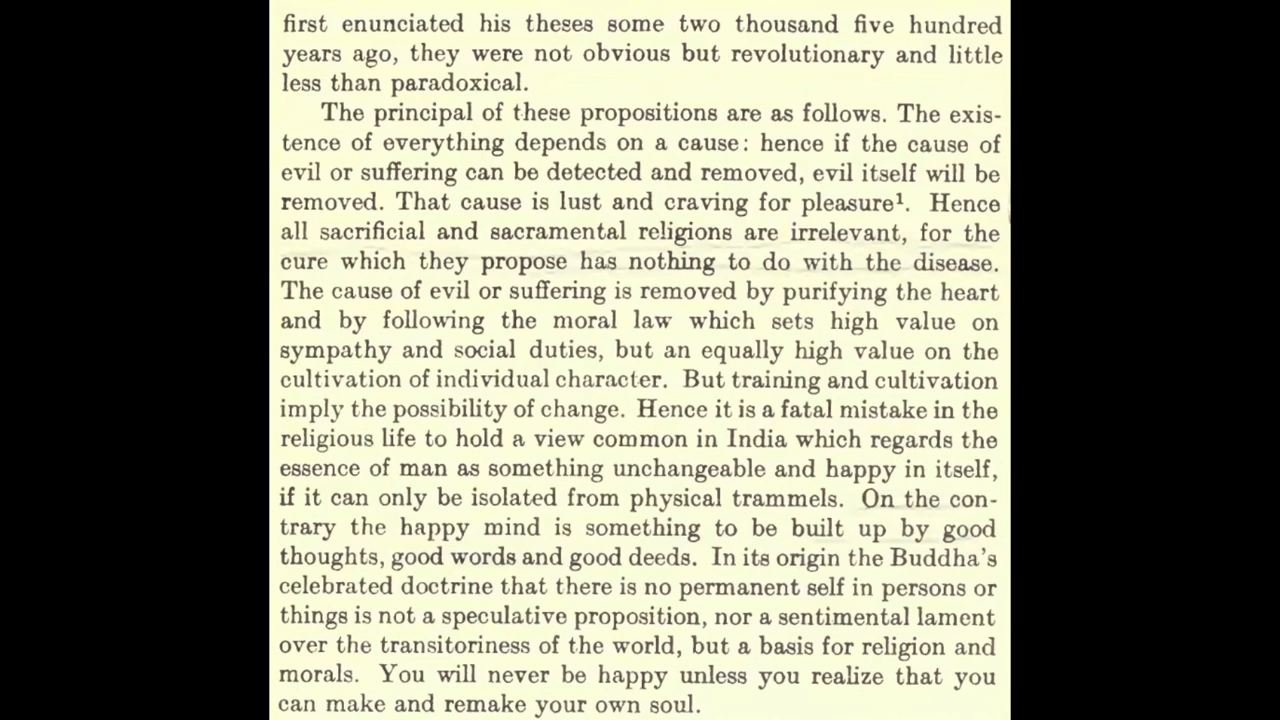 first enunciated his theses some two thousand five hundred
years ago, they were not obvious but revolutionary and little
less than paradoxical.
The principal of these propositions are as follows. The exis-
tence of everything depends on a cause: hence if the cause of
evil or suffering can be detected and removed, evil itself will be
removed. That cause is lust and craving for pleasure¹. Hence
all sacrificial and sacramental religions are irrelevant, for the
cure which they propose has nothing to do with the disease.
The cause of evil or suffering is removed by purifying the heart
and by following the moral law which sets high value on
sympathy and social duties, but an equally high value on the
cultivation of individual character. But training and cultivation
imply the possibility of change. Hence it is a fatal mistake in the
religious life to hold a view common in India which regards the
essence of man as something unchangeable and happy in itself,
if it can only be isolated from physical trammels. On the con-
trary the happy mind is something to be built up by good
thoughts, good words and good deeds. In its origin the Buddha's
celebrated doctrine that there is no permanent self in persons or
things is not a speculative proposition, nor a sentimental lament
over the transitoriness of the world, but a basis for religion and
morals. You will never be happy unless you realize that you
can make and remake your own soul.